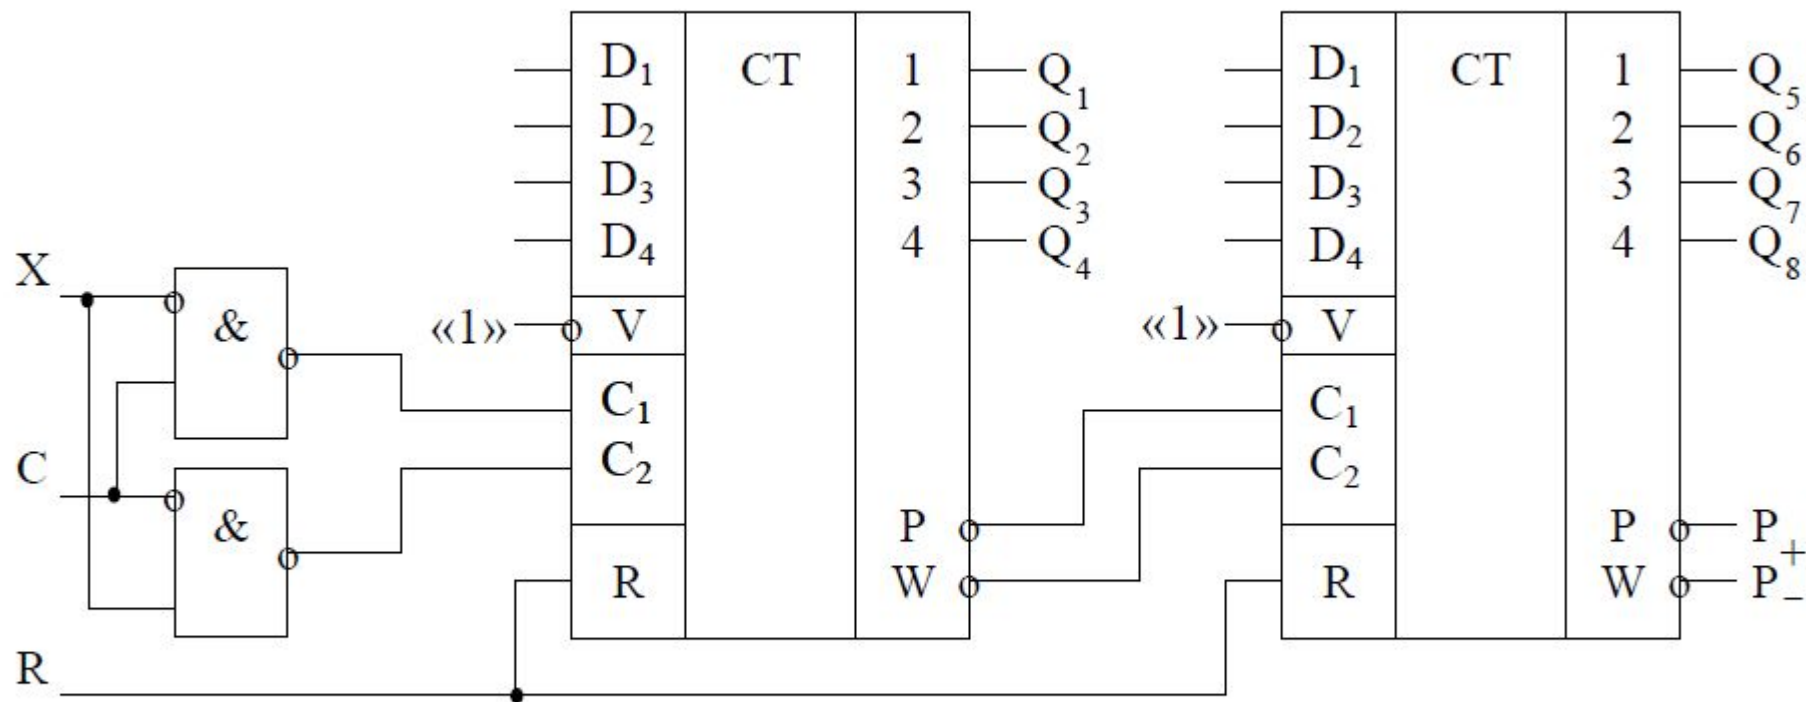 D₁ CT 1 Q₁ D₁ CT 1 Q₅
D₂ 2 Q₂ D₂ 2 Q₆
D₃ 3 Q₃ D₃ 3 Q₇
D₄ 4 Q₄ D₄ 4 Q₈
X
& «1» V «1» V
C₁ C₁
C C₂ C₂
& P P P₊
R W R W P₋
R